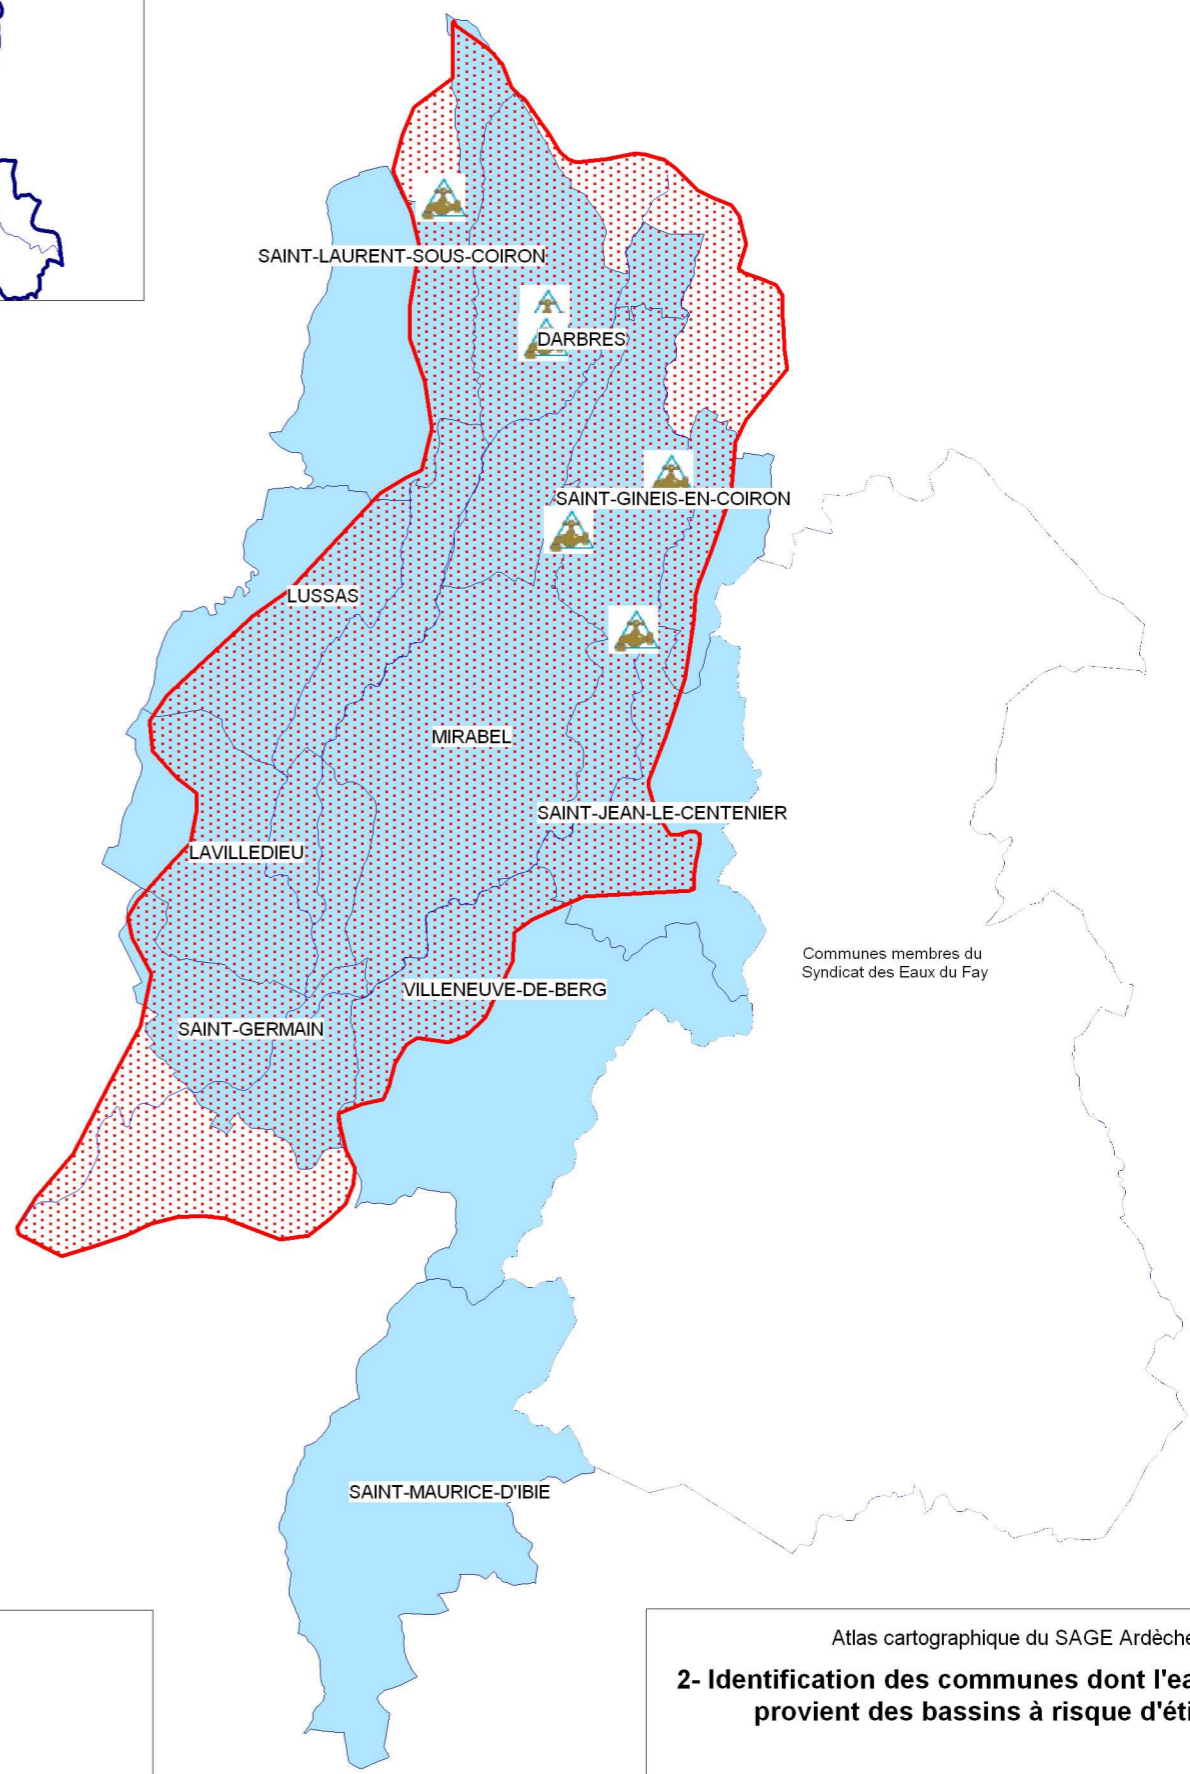 SAINT-LAURENT-SOUS-COIRON
DARBRES
SAINT-GINEIS-EN-COIRON
LUSSAS
MIRABEL
SAINT-JEAN-LE-CENTENIER
LAVILLEDIEU
Communes membres du
Syndicat des Eaux du Fay
VILLENEUVE-DE-BERG
SAINT-GERMAIN
SAINT-MAURICE-D'IBIE
Atlas cartographique du SAGE Ardèche
2- Identification des communes dont l'ea
provient des bassins à risque d'éti